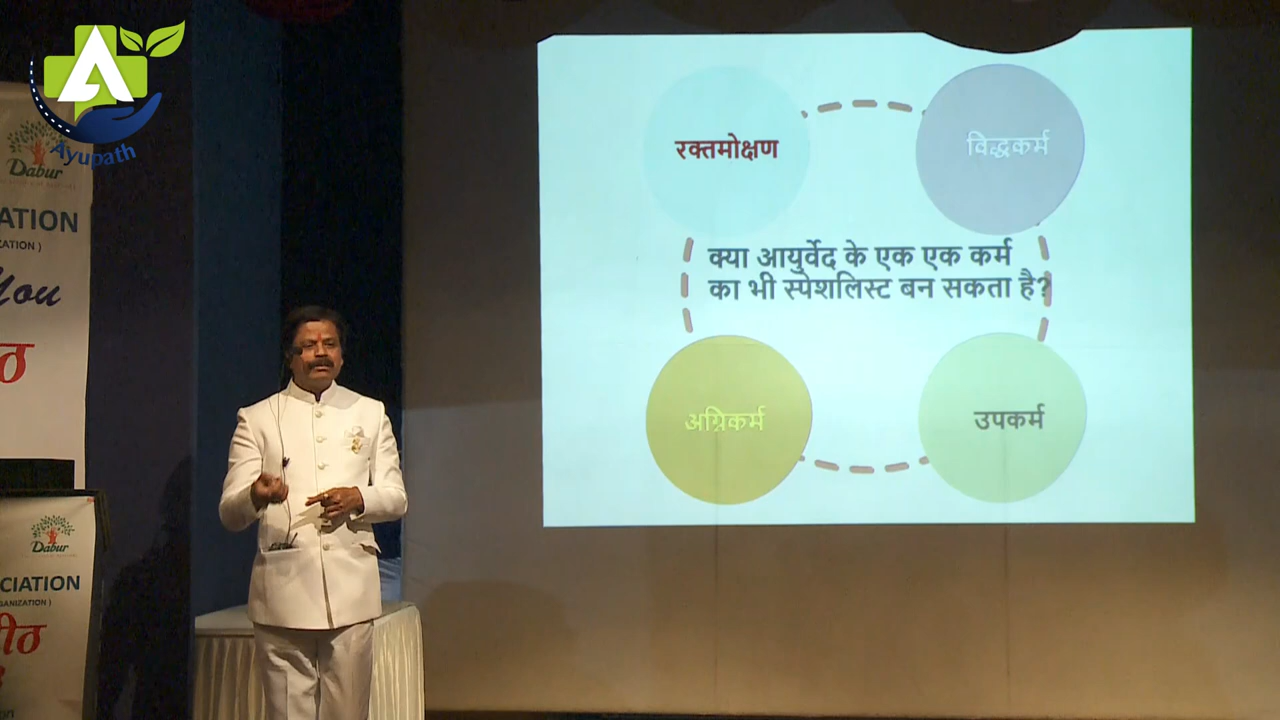 Ayupath
Dabur
ATION
ZATION )
You
ठ
Dabur
CIATION
GANIZATION )
ीठ
रक्तमोक्षण
विद्धकर्म
क्या आयुर्वेद के एक एक कर्म
का भी स्पेशलिस्ट बन सकता है?
अग्निकर्म
उपकर्म